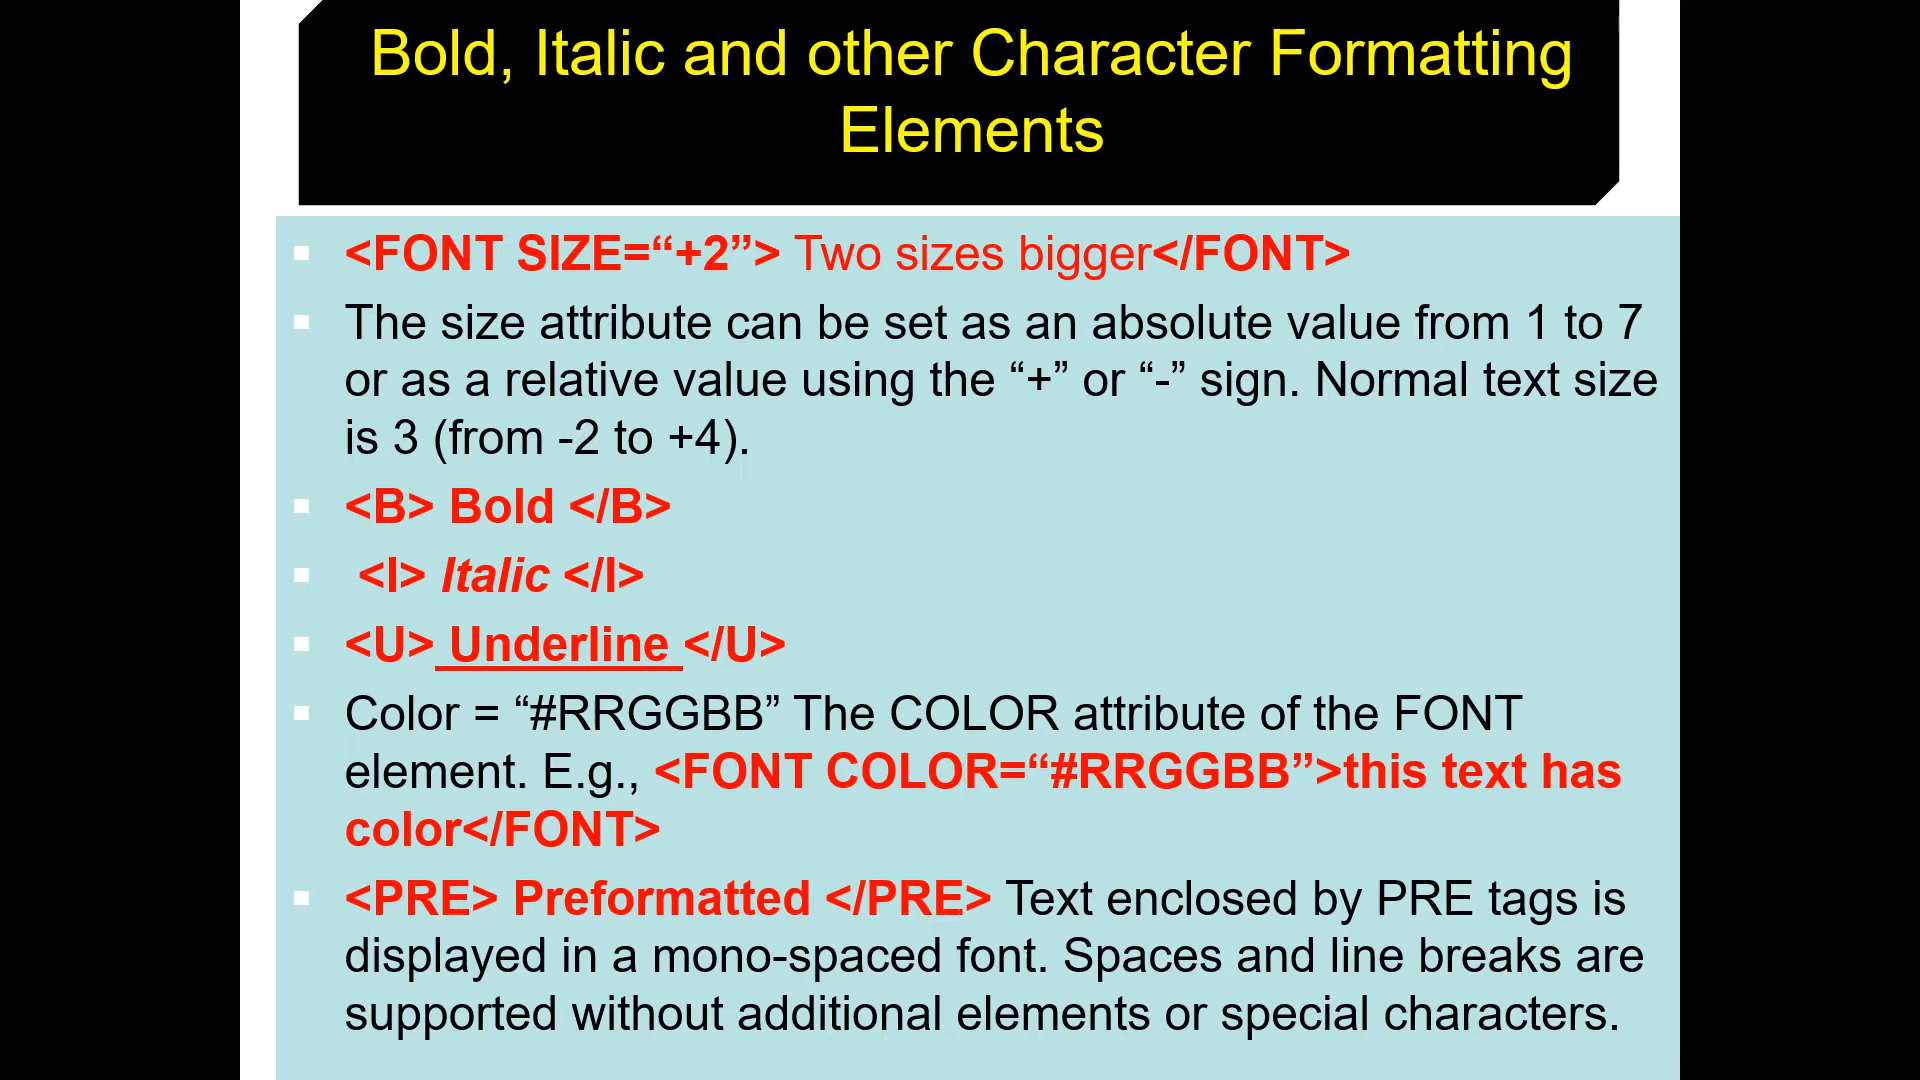 Bold, Italic and other Character Formatting
Elements
<FONT SIZE=“+2”> Two sizes bigger</FONT>
The size attribute can be set as an absolute value from 1 to 7
or as a relative value using the “+” or “-” sign. Normal text size
is 3 (from -2 to +4).
<B> Bold </B>
<I> Italic </I>
<U> Underline </U>
Color = “#RRGGBB” The COLOR attribute of the FONT
element. E.g., <FONT COLOR=“#RRGGBB”>this text has
color</FONT>
<PRE> Preformatted </PRE> Text enclosed by PRE tags is
displayed in a mono-spaced font. Spaces and line breaks are
supported without additional elements or special characters.